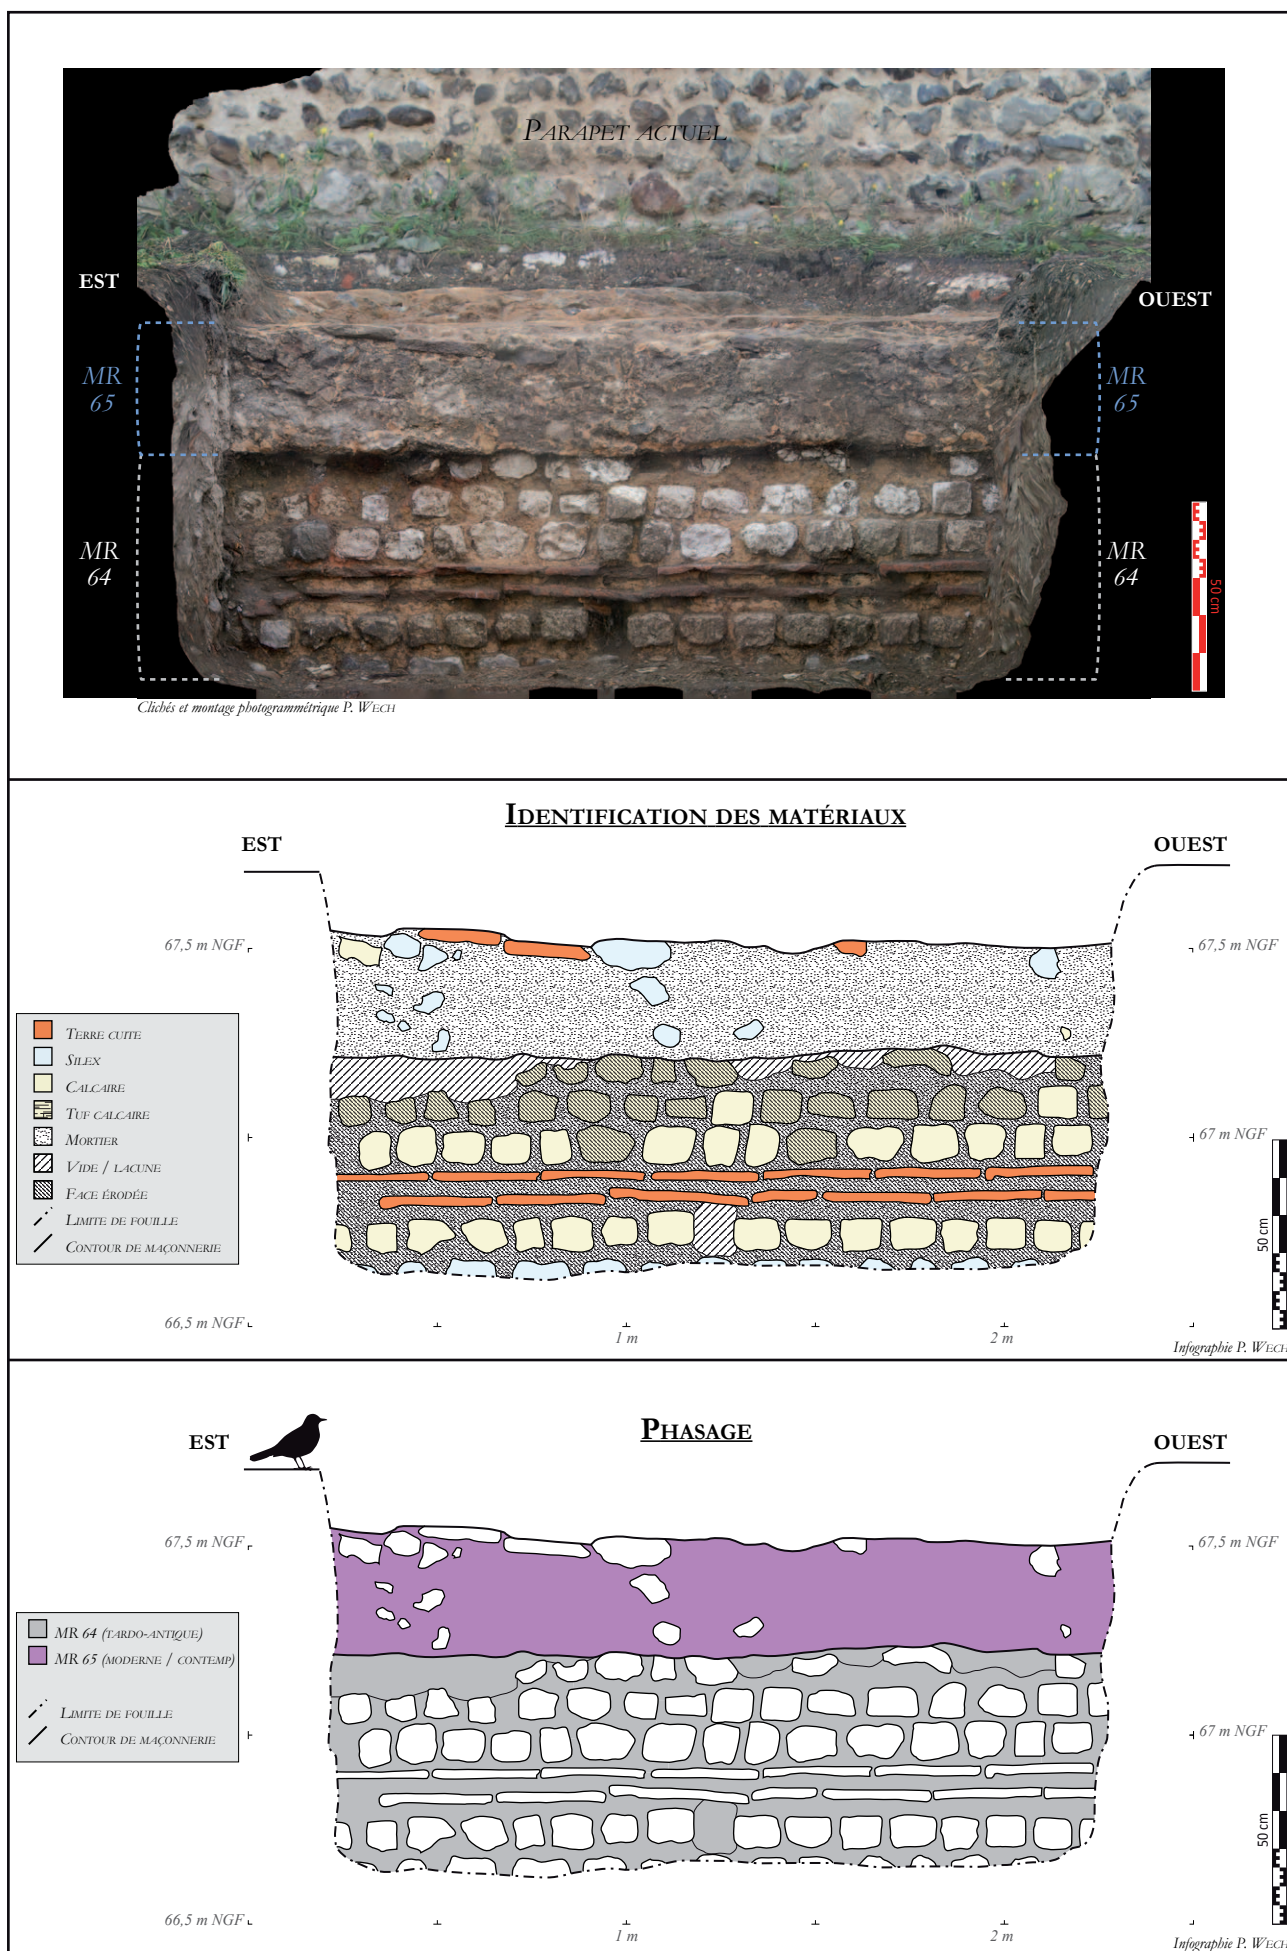 PARAPET ACTUEL
EST
OUEST
MR
65
MR
65
MR
64
MR
64
50 cm
Clichés et montage photogrammétrique P. WECH
IDENTIFICATION DES MATÉRIAUX
EST
OUEST
67,5 m NGF
67,5 m NGF
TERRE CUITE
SILEX
CALCAIRE
TUF CALCAIRE
MORTIER
VIDE / LACUNE
FACE ÉRODÉE
LIMITE DE FOUILLE
CONTOUR DE MAÇONNERIE
67 m NGF
50 cm
66,5 m NGF
1 m
2 m
Infographie P. WECH
PHASAGE
EST
OUEST
67,5 m NGF
67,5 m NGF
MR 64 (TARDO-ANTIQUE)
MR 65 (MODERNE / CONTEMP)
LIMITE DE FOUILLE
CONTOUR DE MAÇONNERIE
67 m NGF
50 cm
66,5 m NGF
1 m
2 m
Infographie P. WECH